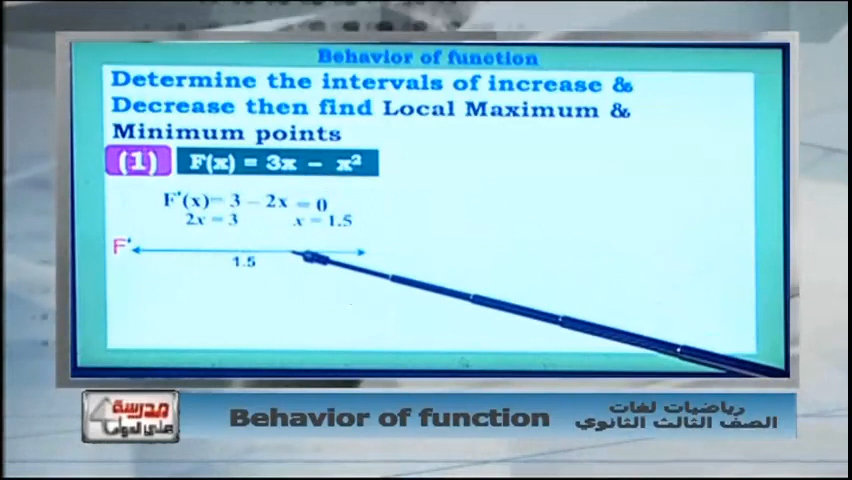 Behavior of function
Determine the intervals of increase &
Decrease then find Local Maximum &
Minimum points
(1) F(x) = 3x − x²
F'(x)= 3 − 2x = 0
2x = 3 x = 1.5
F'
1.5
مدرسة
على الهواء
Behavior of function
رياضيات لغات
الصف الثالث الثانوي